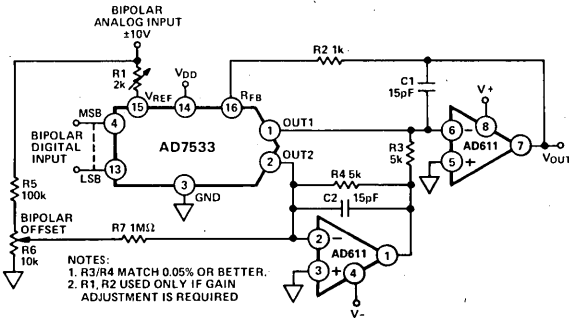 BIPOLAR
ANALOG INPUT
±10V
R1
2k
VDD
R2 1k
C1
15pF
V+
15 VREF
14
16 RFB
MSB
4
BIPOLAR
DIGITAL
INPUT
AD7533
1 OUT1
2 OUT2
6 −
8
AD611
7
5 +
VOUT
R3
5k
LSB
13
3
GND
R4 5k
C2
15pF
R5
100k
BIPOLAR
OFFSET
R7 1MΩ
R6
10k
2 −
AD611
1
3 +
4
V−
NOTES:
1. R3/R4 MATCH 0.05% OR BETTER.
2. R1, R2 USED ONLY IF GAIN
ADJUSTMENT IS REQUIRED